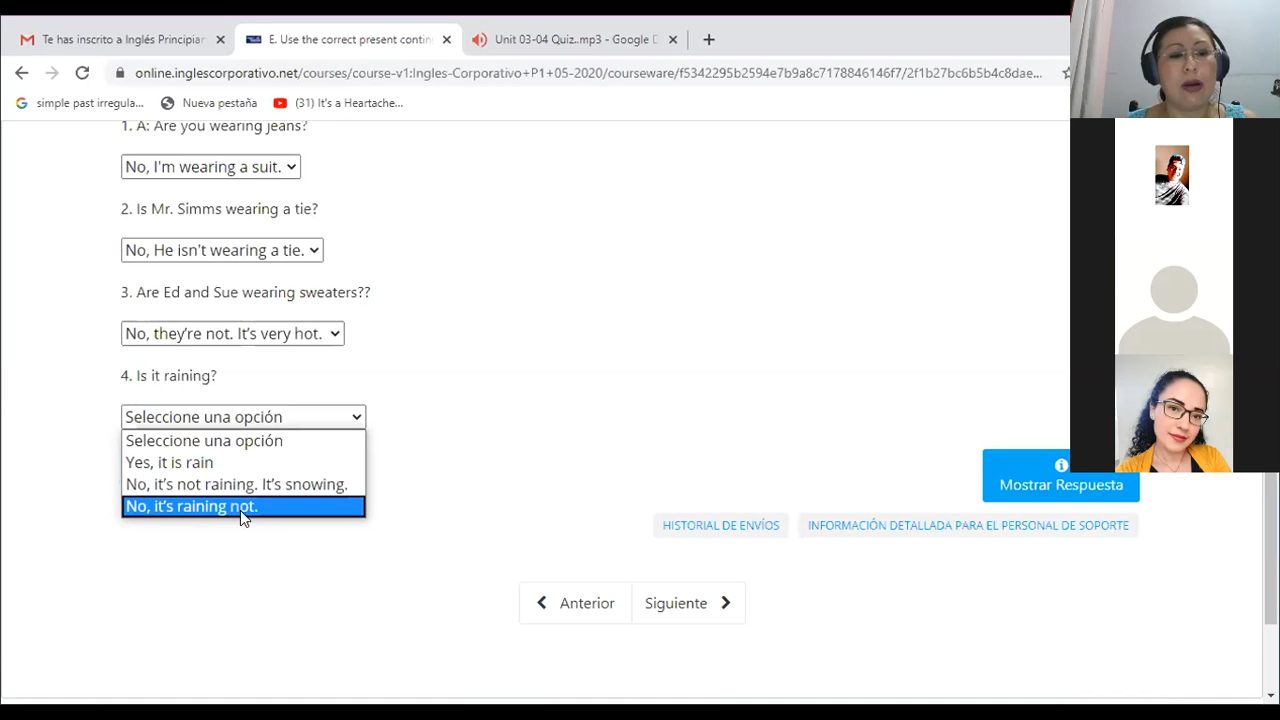 Te has inscrito a Inglés Principiar
E. Use the correct present contin
Unit 03-04 Quiz..mp3 - Google D
online.inglescorporativo.net/courses/course-v1:Ingles-Corporativo+P1+05-2020/courseware/f5342295b2594e7b9a8c7178846146f7/2f1b27bc6b5b4c8dae...
simple past irregula...
Nueva pestaña
(31) It's a Heartache...
1. A: Are you wearing jeans?
No, I'm wearing a suit.
2. Is Mr. Simms wearing a tie?
No, He isn't wearing a tie.
3. Are Ed and Sue wearing sweaters??
No, they’re not. It’s very hot.
4. Is it raining?
Seleccione una opción
Seleccione una opción
Yes, it is rain
No, it’s not raining. It’s snowing.
No, it’s raining not.
Mostrar Respuesta
HISTORIAL DE ENVÍOS
INFORMACIÓN DETALLADA PARA EL PERSONAL DE SOPORTE
Anterior
Siguiente